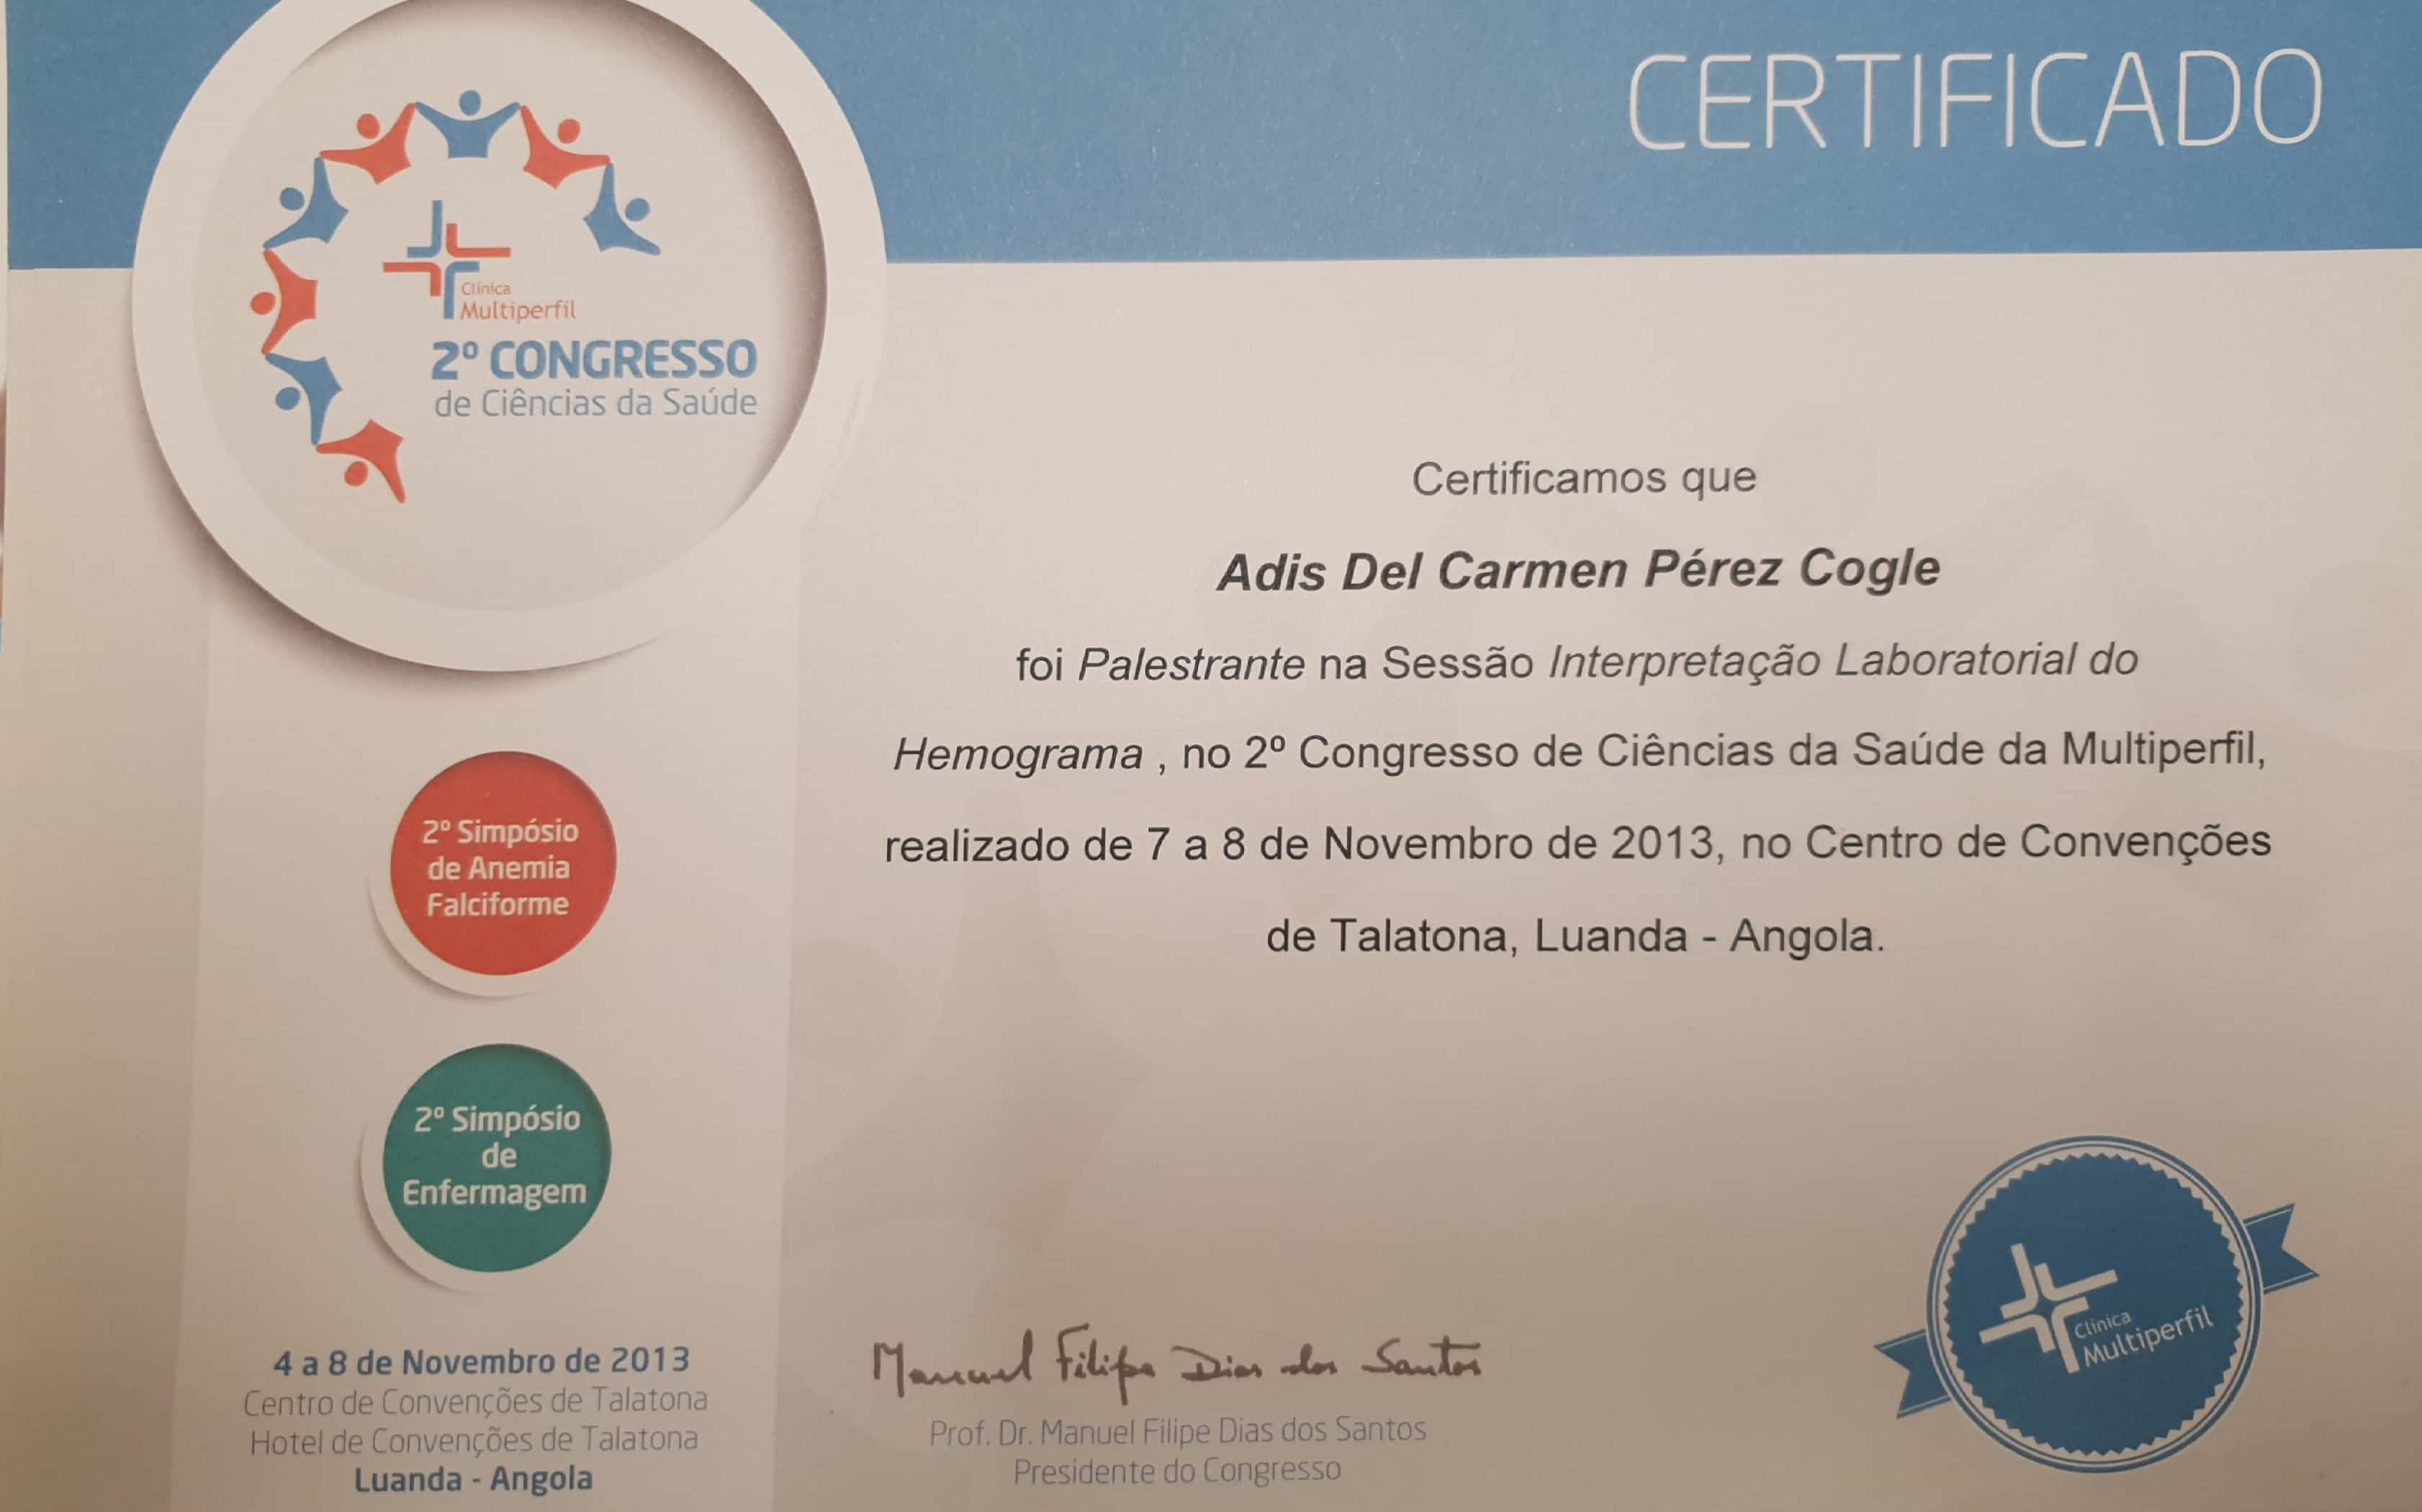 CERTIFICADO
Clínica
Multiperfil
2º CONGRESSO
de Ciências da Saúde
Certificamos que
Adis Del Carmen Pérez Cogle
foi Palestrante na Sessão Interpretação Laboratorial do
Hemograma , no 2º Congresso de Ciências da Saúde da Multiperfil,
realizado de 7 a 8 de Novembro de 2013, no Centro de Convenções
de Talatona, Luanda - Angola.
2º Simpósio
de Anemia
Falciforme
2º Simpósio
de
Enfermagem
4 a 8 de Novembro de 2013
Centro de Convenções de Talatona
Hotel de Convenções de Talatona
Luanda - Angola
Manuel Filipe Dias dos Santos
Prof. Dr. Manuel Filipe Dias dos Santos
Presidente do Congresso
Clínica
Multiperfil